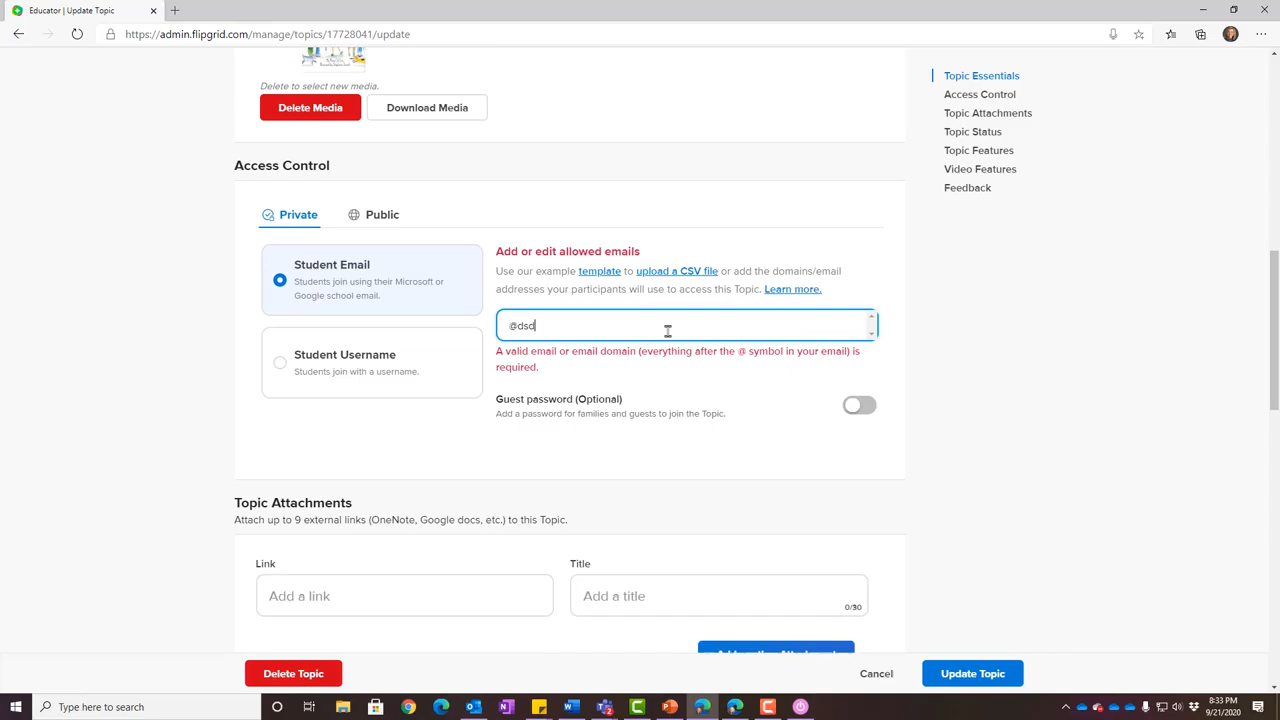 Educator | Update Topic
https://admin.flipgrid.com/manage/topics/17728041/update
Delete to select new media.
Delete Media
Download Media
Topic Essentials
Access Control
Topic Attachments
Topic Status
Topic Features
Video Features
Feedback
Access Control
Private
Public
Student Email
Students join using their Microsoft or
Google school email.
Student Username
Students join with a username.
Add or edit allowed emails
Use our example template to upload a CSV file or add the domains/email
addresses your participants will use to access this Topic. Learn more.
@dsd
A valid email or email domain (everything after the @ symbol in your email) is
required.
Guest password (Optional)
Add a password for families and guests to join the Topic.
Topic Attachments
Attach up to 9 external links (OneNote, Google docs, etc.) to this Topic.
Link
Title
Add a link
Add a title
0/30
Delete Topic
Cancel
Update Topic
Type here to search
8:33 PM
9/21/2020